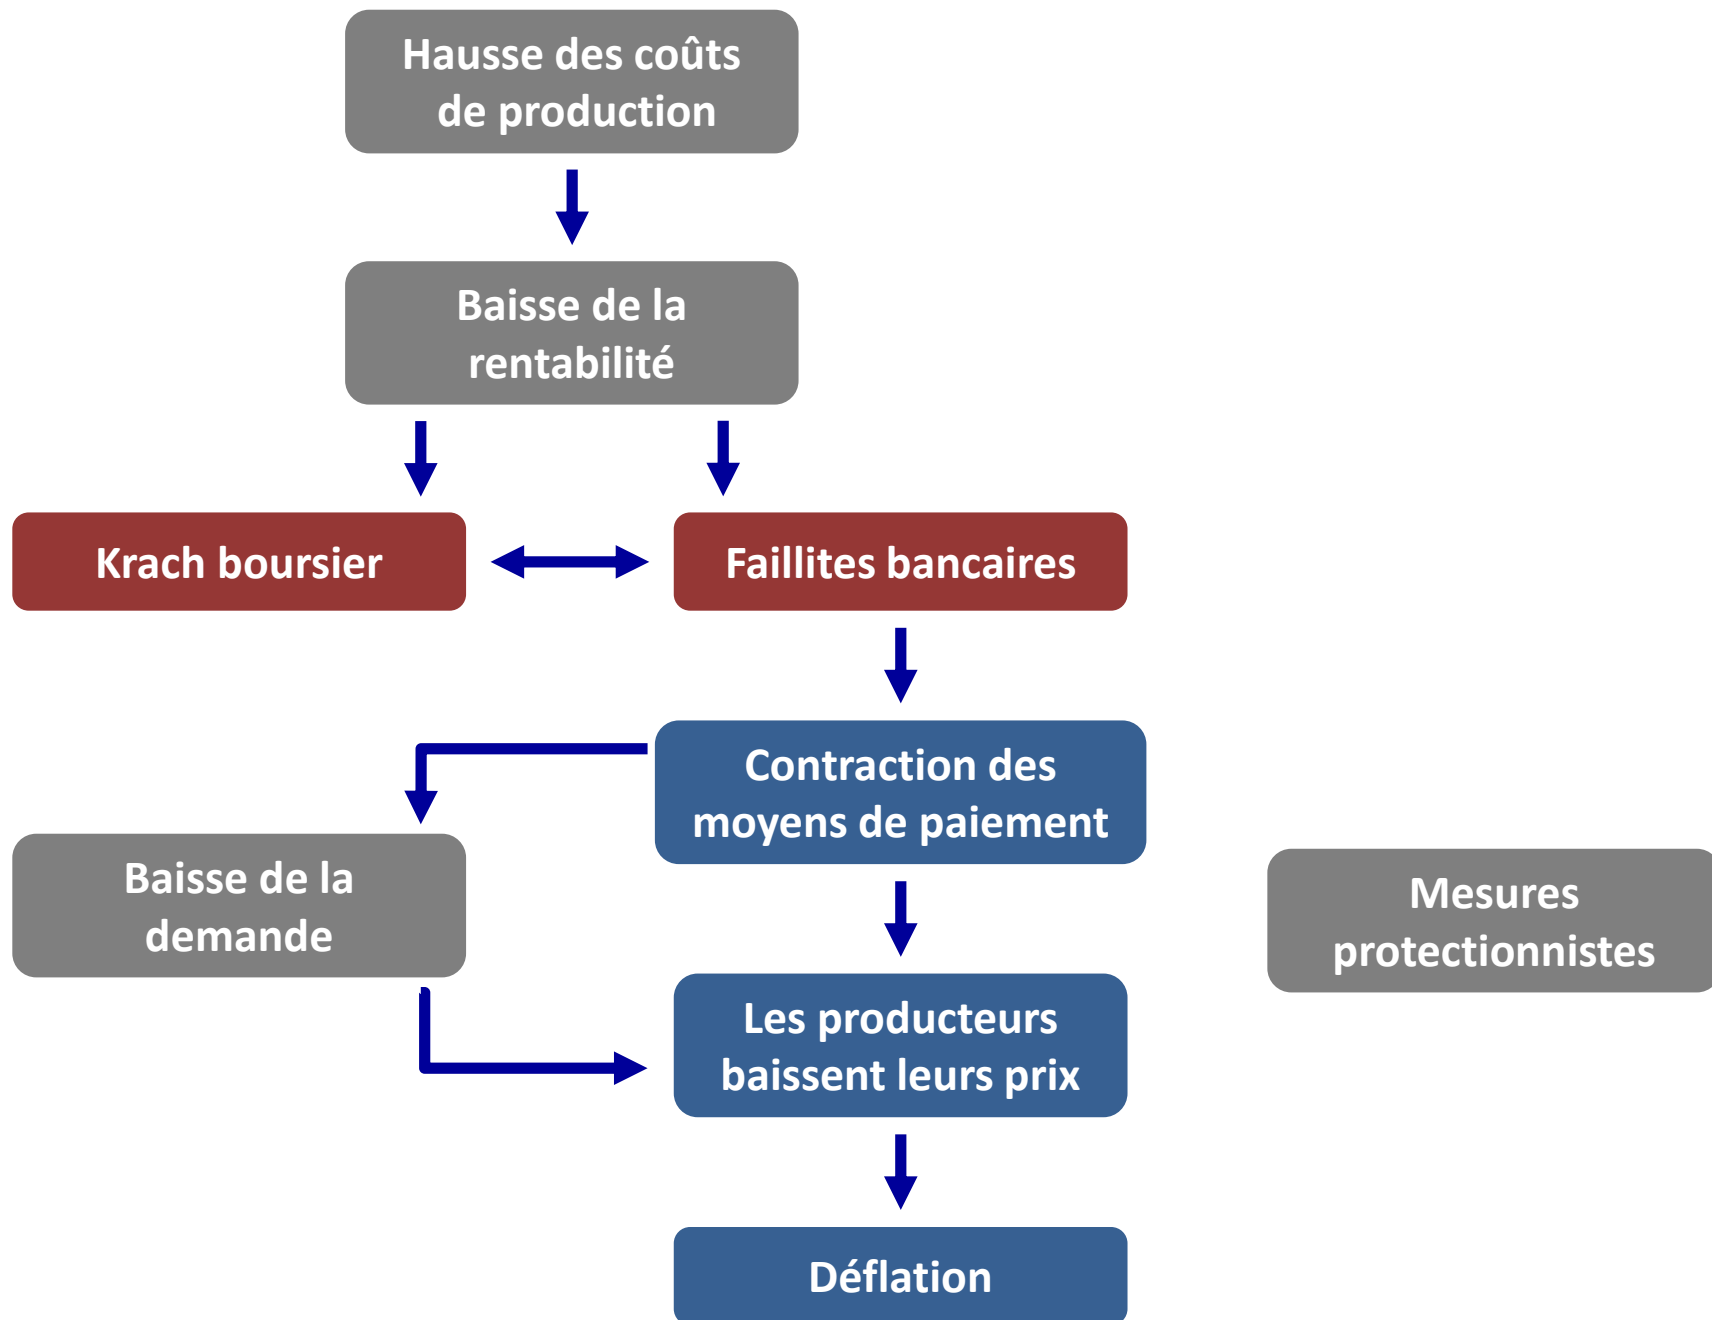 Hausse des coûts
de production
Baisse de la
rentabilité
Krach boursier
Faillites bancaires
Contraction des
moyens de paiement
Baisse de la
demande
Mesures
protectionnistes
Les producteurs
baissent leurs prix
Déflation